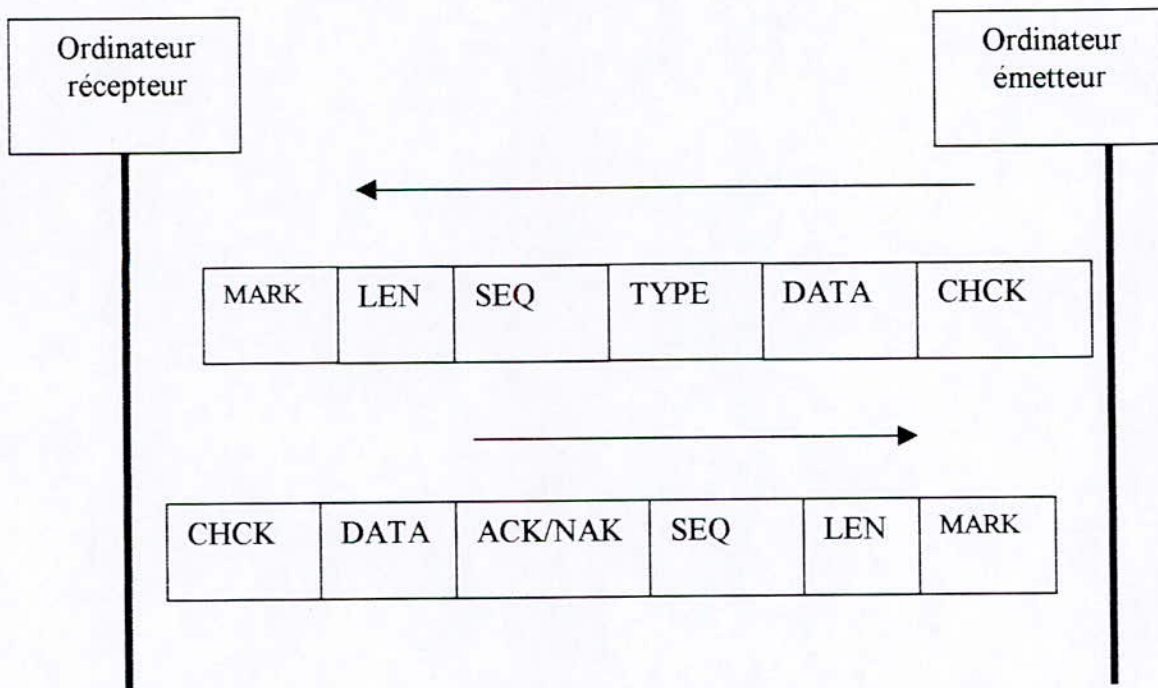 Ordinateur
récepteur
Ordinateur
émetteur
MARK LEN SEQ TYPE DATA CHCK
CHCK DATA ACK/NAK SEQ LEN MARK